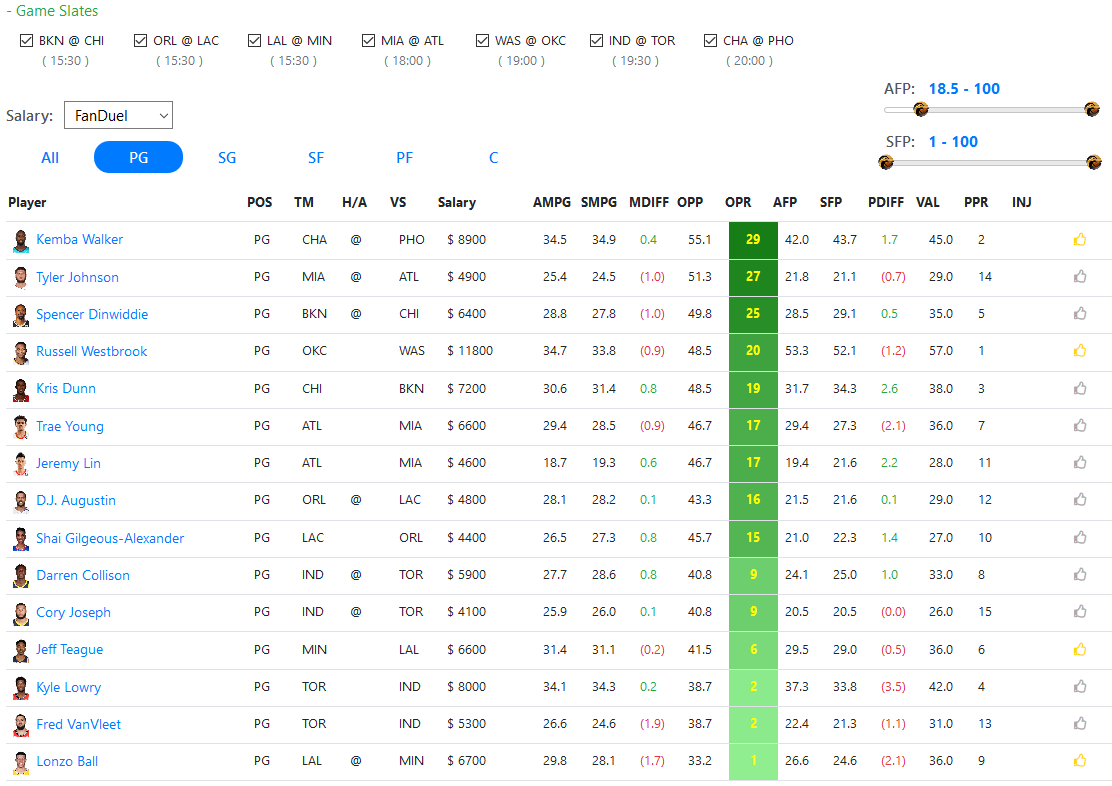 - Game Slates
BKN @ CHI ORL @ LAC LAL @ MIN MIA @ ATL WAS @ OKC IND @ TOR CHA @ PHO
( 15:30 ) ( 15:30 ) ( 15:30 ) ( 18:00 ) ( 19:00 ) ( 19:30 ) ( 20:00 )
AFP: 18.5 - 100
Salary: FanDuel
SFP: 1 - 100
All PG SG SF PF C
Player POS TM H/A VS Salary AMPG SMPG MDIFF OPP OPR AFP SFP PDIFF VAL PPR INJ
Kemba Walker PG CHA @ PHO $ 8900 34.5 34.9 0.4 55.1 29 42.0 43.7 1.7 45.0 2
Tyler Johnson PG MIA @ ATL $ 4900 25.4 24.5 (1.0) 51.3 27 21.8 21.1 (0.7) 29.0 14
Spencer Dinwiddie PG BKN @ CHI $ 6400 28.8 27.8 (1.0) 49.8 25 28.5 29.1 0.5 35.0 5
Russell Westbrook PG OKC WAS $ 11800 34.7 33.8 (0.9) 48.5 20 53.3 52.1 (1.2) 57.0 1
Kris Dunn PG CHI BKN $ 7200 30.6 31.4 0.8 48.5 19 31.7 34.3 2.6 38.0 3
Trae Young PG ATL MIA $ 6600 29.4 28.5 (0.9) 46.7 17 29.4 27.3 (2.1) 36.0 7
Jeremy Lin PG ATL MIA $ 4600 18.7 19.3 0.6 46.7 17 19.4 21.6 2.2 28.0 11
D.J. Augustin PG ORL @ LAC $ 4800 28.1 28.2 0.1 43.3 16 21.5 21.6 0.1 29.0 12
Shai Gilgeous-Alexander PG LAC ORL $ 4400 26.5 27.3 0.8 45.7 15 21.0 22.3 1.4 27.0 10
Darren Collison PG IND @ TOR $ 5900 27.7 28.6 0.8 40.8 9 24.1 25.0 1.0 33.0 8
Cory Joseph PG IND @ TOR $ 4100 25.9 26.0 0.1 40.8 9 20.5 20.5 (0.0) 26.0 15
Jeff Teague PG MIN LAL $ 6600 31.4 31.1 (0.2) 41.5 6 29.5 29.0 (0.5) 36.0 6
Kyle Lowry PG TOR IND $ 8000 34.1 34.3 0.2 38.7 2 37.3 33.8 (3.5) 42.0 4
Fred VanVleet PG TOR IND $ 5300 26.6 24.6 (1.9) 38.7 2 22.4 21.3 (1.1) 31.0 13
Lonzo Ball PG LAL @ MIN $ 6700 29.8 28.1 (1.7) 33.2 1 26.6 24.6 (2.1) 36.0 9